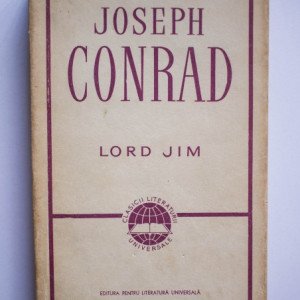 JOSEPH
CONRAD
LORD JIM
CLASICII LITERATURII
UNIVERSALE
EDITURA PENTRU LITERATURĂ UNIVERSALĂ